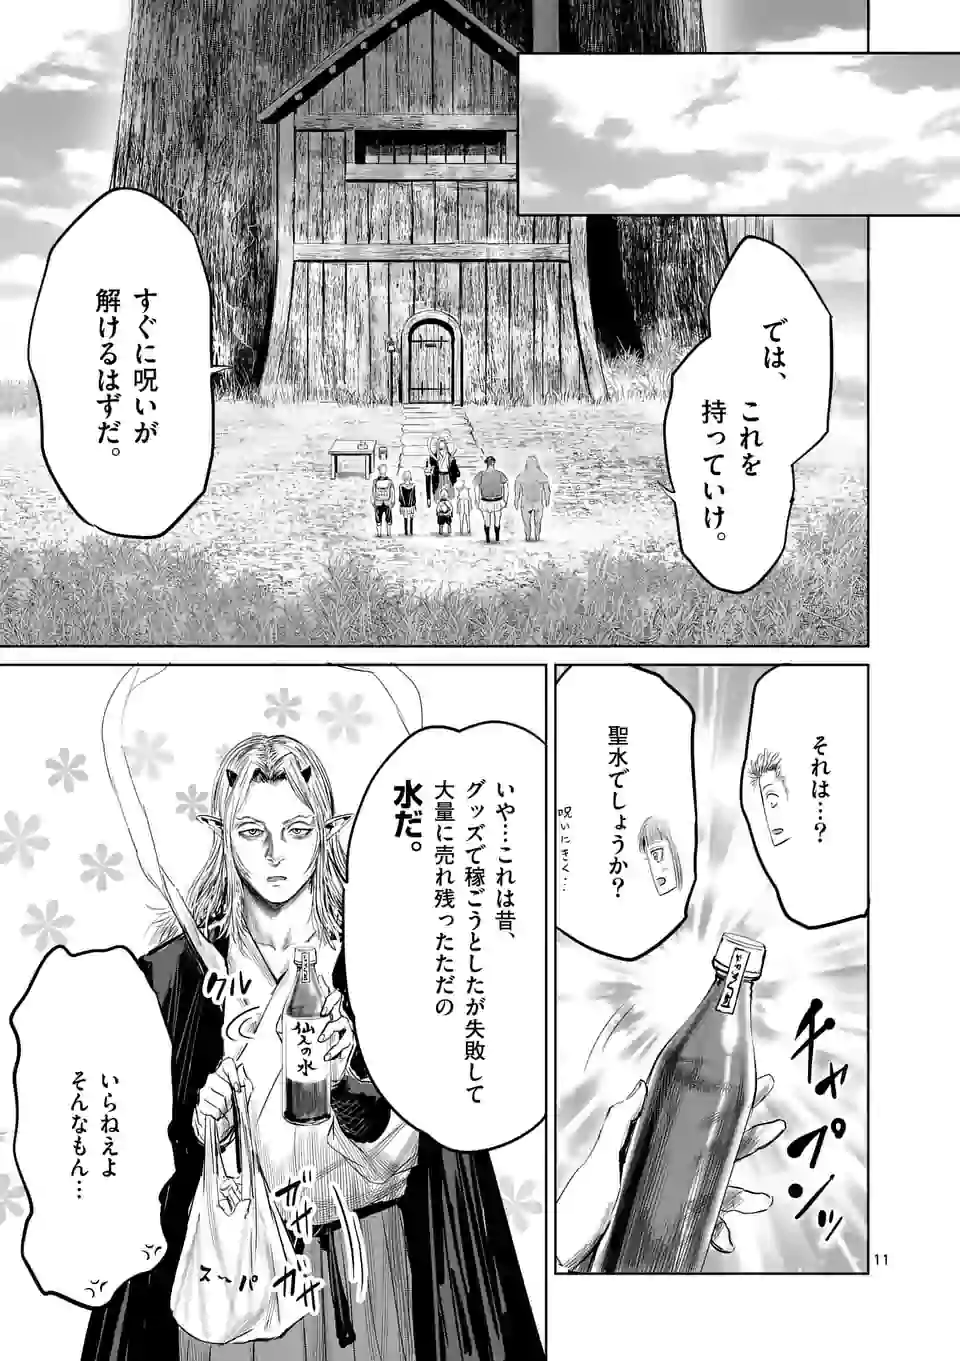 では、
これを
持っていけ。
すぐに呪いが
解けるはずだ。
それは…?
聖水でしょうか?
呪いにきく…
チャプンッ
いや…これは昔、
グッズで稼ごうとしたが失敗して
大量に売れ残ったただの
水だ。
クル
仙人の水
ガサ
ガサ
スーパー
いらねえよ
そんなもん…
11